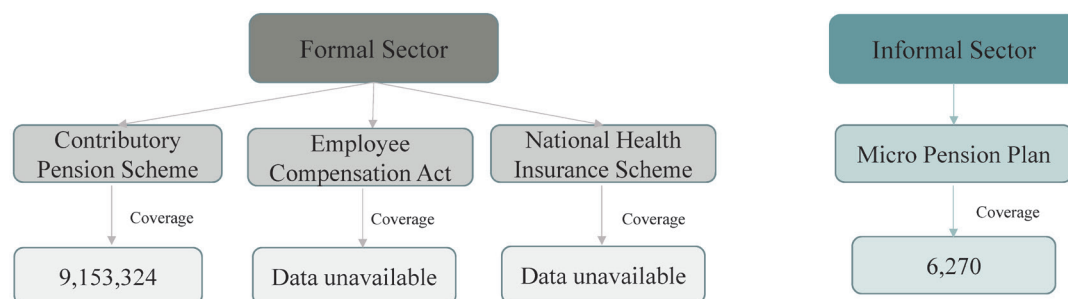 Formal Sector
Informal Sector
Contributory
Pension Scheme
Employee
Compensation Act
National Health
Insurance Scheme
Micro Pension Plan
Coverage
Coverage
Coverage
Coverage
9,153,324
Data unavailable
Data unavailable
6,270